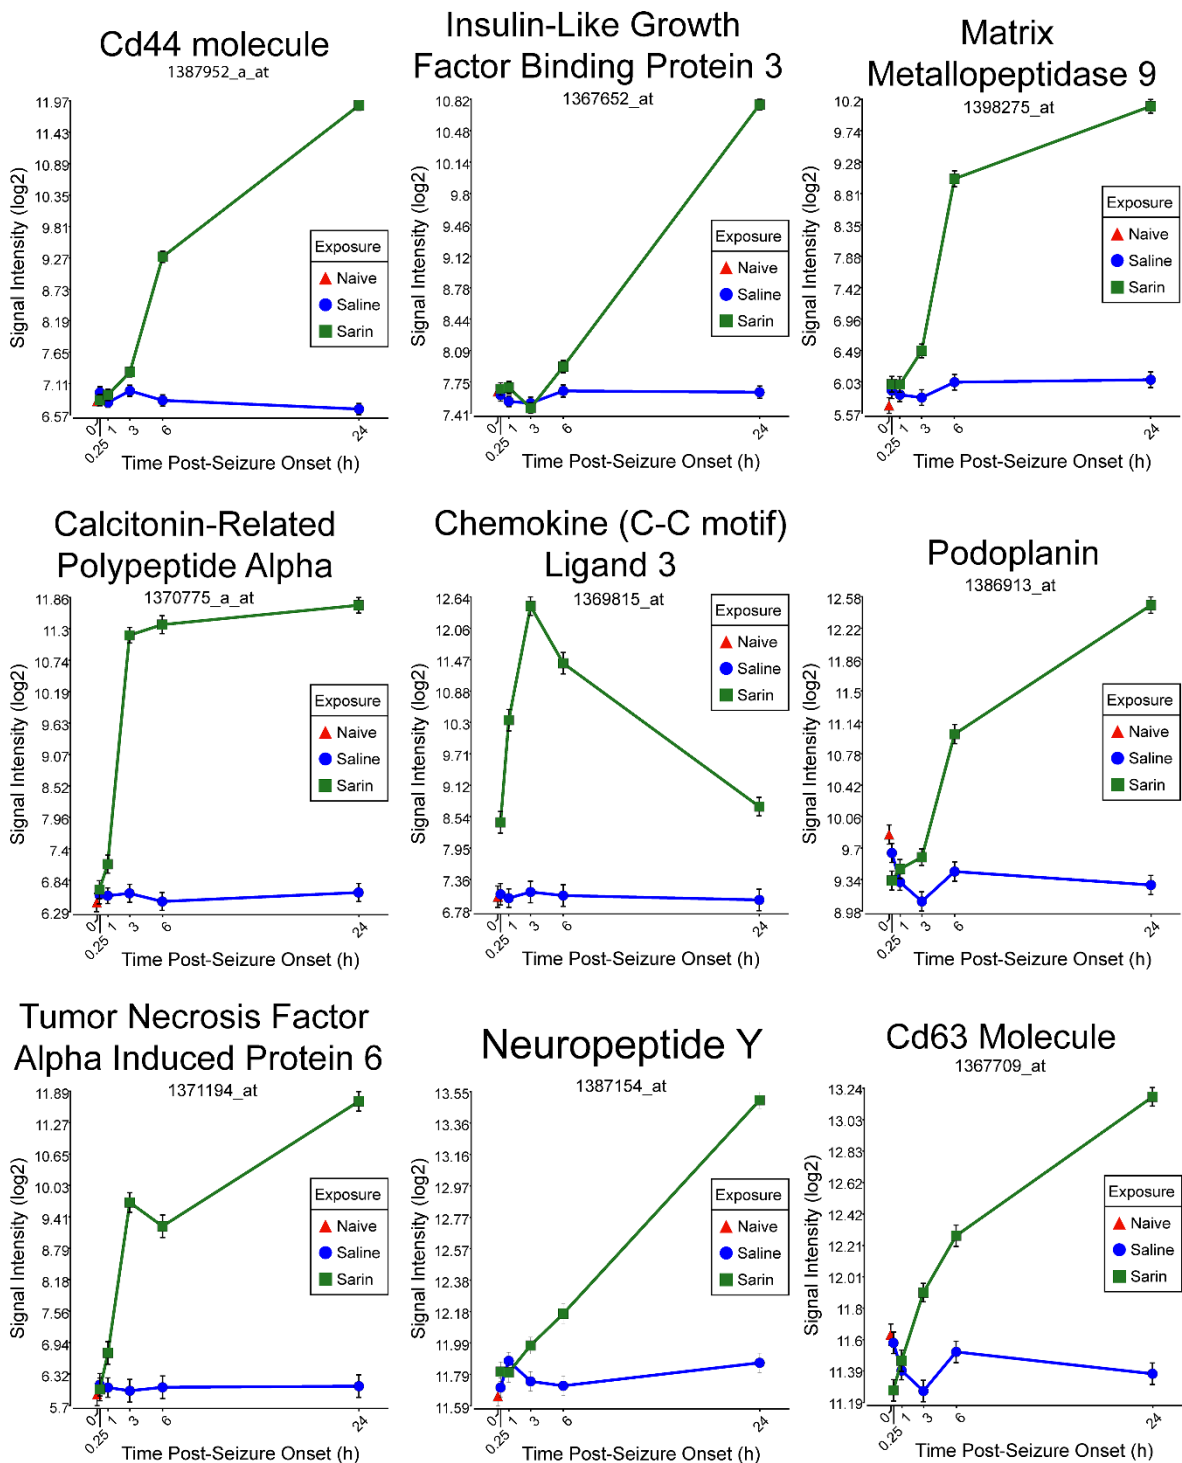 Cd44 molecule
1387952_a_at
Signal Intensity (log2)
11.97
11.43
10.89
10.35
9.81
9.27
8.73
8.19
7.65
7.11
6.57
0
0.25
1
3
6
24
Time Post-Seizure Onset (h)
Exposure
Naive
Saline
Sarin
Insulin-Like Growth
Factor Binding Protein 3
1367652_at
Signal Intensity (log2)
10.82
10.48
10.14
9.8
9.46
9.12
8.78
8.44
8.09
7.75
7.41
0
0.25
1
3
6
24
Time Post-Seizure Onset (h)
Exposure
Naive
Saline
Sarin
Matrix
Metallopeptidase 9
1398275_at
Signal Intensity (log2)
10.2
9.74
9.28
8.81
8.35
7.88
7.42
6.96
6.49
6.03
5.57
0
0.25
1
3
6
24
Time Post-Seizure Onset (h)
Exposure
Naive
Saline
Sarin
Calcitonin-Related
Polypeptide Alpha
1370775_a_at
Signal Intensity (log2)
11.86
11.3
10.74
10.19
9.63
9.07
8.52
7.96
7.4
6.84
6.29
0
0.25
1
3
6
24
Time Post-Seizure Onset (h)
Exposure
Naive
Saline
Sarin
Chemokine (C-C motif)
Ligand 3
1369815_at
Signal Intensity (log2)
12.64
12.06
11.47
10.88
10.3
9.71
9.12
8.54
7.95
7.36
6.78
0
0.25
1
3
6
24
Time Post-Seizure Onset (h)
Exposure
Naive
Saline
Sarin
Podoplanin
1386913_at
Signal Intensity (log2)
12.58
12.22
11.86
11.5
11.14
10.78
10.42
10.06
9.7
9.34
8.98
0
0.25
1
3
6
24
Time Post-Seizure Onset (h)
Exposure
Naive
Saline
Sarin
Tumor Necrosis Factor
Alpha Induced Protein 6
1371194_at
Signal Intensity (log2)
11.89
11.27
10.65
10.03
9.41
8.79
8.18
7.56
6.94
6.32
5.7
0
0.25
1
3
6
24
Time Post-Seizure Onset (h)
Exposure
Naive
Saline
Sarin
Neuropeptide Y
1387154_at
Signal Intensity (log2)
13.55
13.36
13.16
12.97
12.77
12.57
12.38
12.18
11.99
11.79
11.59
0
0.25
1
3
6
24
Time Post-Seizure Onset (h)
Exposure
Naive
Saline
Sarin
Cd63 Molecule
1367709_at
Signal Intensity (log2)
13.24
13.03
12.83
12.62
12.42
12.21
12.01
11.8
11.6
11.39
11.19
0
0.25
1
3
6
24
Time Post-Seizure Onset (h)
Exposure
Naive
Saline
Sarin